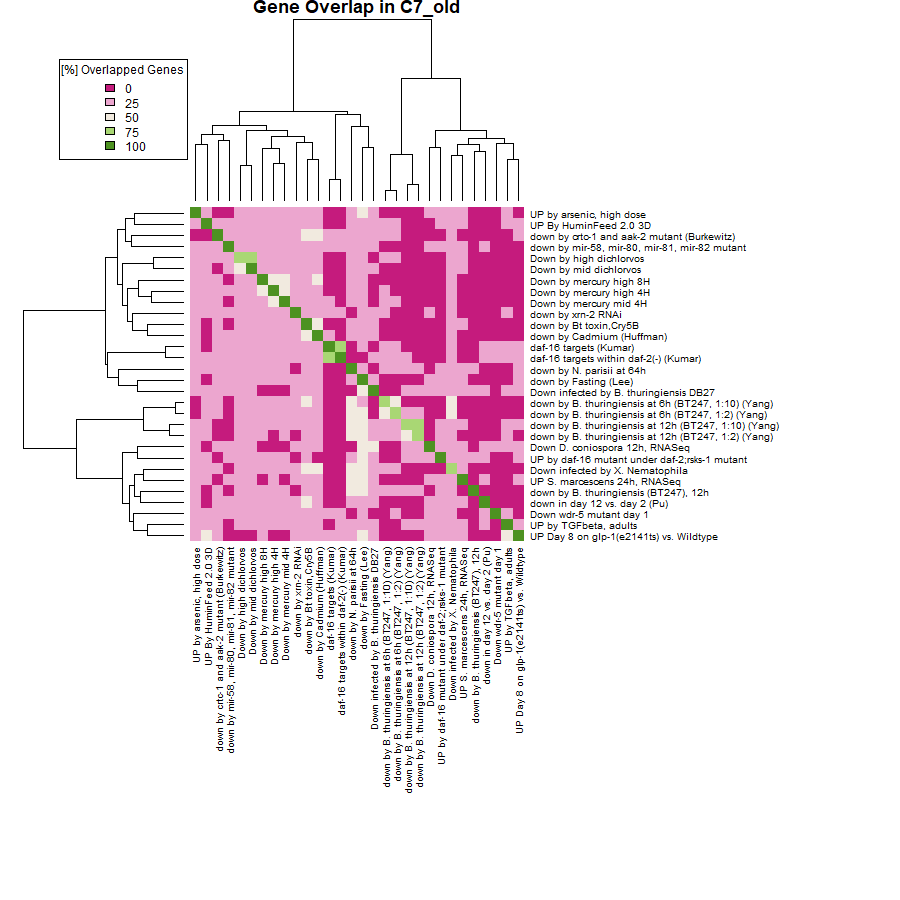 Gene Overlap in C7_old
[%] Overlapped Genes
0
25
50
75
100
UP by arsenic, high dose
UP By HuminFeed 2.0 3D
down by crtc-1 and aak-2 mutant (Burkewitz)
down by mir-58, mir-80, mir-81, mir-82 mutant
Down by high dichlorvos
Down by mid dichlorvos
Down by mercury high 8H
Down by mercury high 4H
Down by mercury mid 4H
down by xrn-2 RNAi
down by Bt toxin,Cry5B
down by Cadmium (Huffman)
daf-16 targets (Kumar)
daf-16 targets within daf-2(-) (Kumar)
down by N. parisii at 64h
down by Fasting (Lee)
Down infected by B. thuringiensis DB27
down by B. thuringiensis at 6h (BT247, 1:10) (Yang)
down by B. thuringiensis at 6h (BT247, 1:2) (Yang)
down by B. thuringiensis at 12h (BT247, 1:10) (Yang)
down by B. thuringiensis at 12h (BT247, 1:2) (Yang)
Down D. coniospora 12h, RNASeq
UP by daf-16 mutant under daf-2;rsks-1 mutant
Down infected by X. Nematophila
UP S. marcescens 24h, RNASeq
down by B. thuringiensis (BT247), 12h
down in day 12 vs. day 2 (Pu)
Down wdr-5 mutant day 1
UP by TGFbeta, adults
UP Day 8 on glp-1(e2141ts) vs. Wildtype
UP by arsenic, high dose
UP By HuminFeed 2.0 3D
down by crtc-1 and aak-2 mutant (Burkewitz)
down by mir-58, mir-80, mir-81, mir-82 mutant
Down by high dichlorvos
Down by mid dichlorvos
Down by mercury high 8H
Down by mercury high 4H
Down by mercury mid 4H
down by xrn-2 RNAi
down by Bt toxin,Cry5B
down by Cadmium (Huffman)
daf-16 targets (Kumar)
daf-16 targets within daf-2(-) (Kumar)
down by N. parisii at 64h
down by Fasting (Lee)
Down infected by B. thuringiensis DB27
down by B. thuringiensis at 6h (BT247, 1:10) (Yang)
down by B. thuringiensis at 6h (BT247, 1:2) (Yang)
down by B. thuringiensis at 12h (BT247, 1:10) (Yang)
down by B. thuringiensis at 12h (BT247, 1:2) (Yang)
Down D. coniospora 12h, RNASeq
UP by daf-16 mutant under daf-2;rsks-1 mutant
Down infected by X. Nematophila
UP S. marcescens 24h, RNASeq
down by B. thuringiensis (BT247), 12h
down in day 12 vs. day 2 (Pu)
Down wdr-5 mutant day 1
UP by TGFbeta, adults
UP Day 8 on glp-1(e2141ts) vs. Wildtype